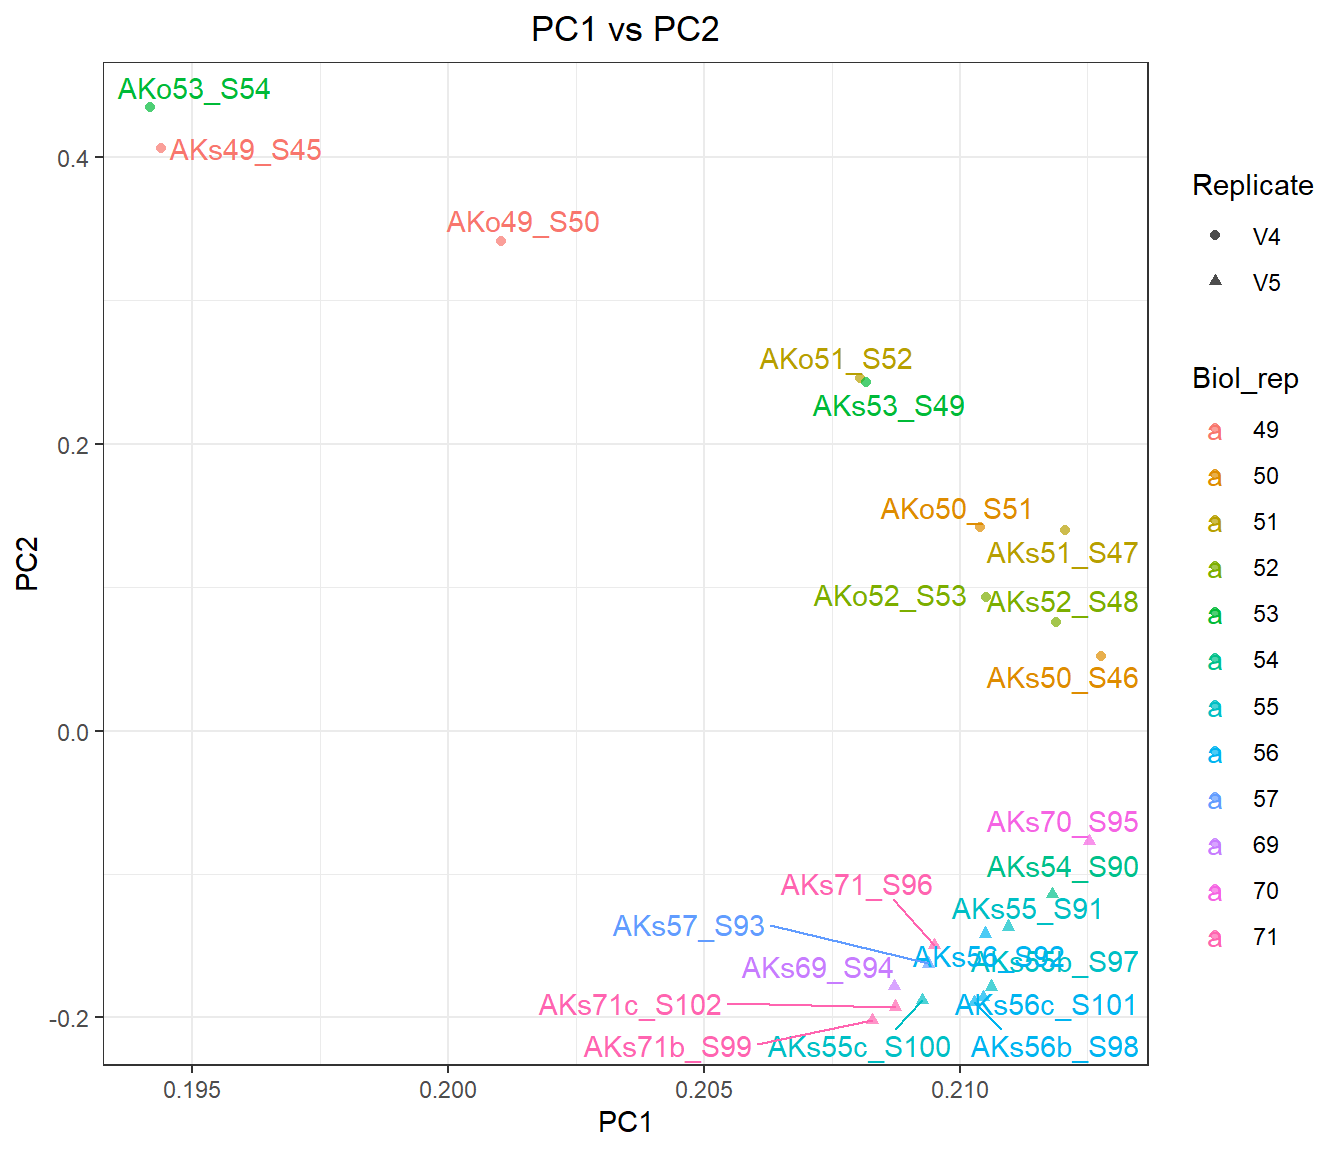 PC1 vs PC2
AKo53_S54
AKs49_S45
AKo49_S50
AKo51_S52
AKs53_S49
AKo50_S51
AKs51_S47
AKo52_S53
AKs52_S48
AKs50_S46
AKs70_S95
AKs54_S90
AKs71_S96
AKs55_S91
AKs57_S93
AKs56_S92
AKs55b_S97
AKs69_S94
AKs71c_S102
AKs56c_S101
AKs71b_S99
AKs55c_S100
AKs56b_S98
0.4
0.2
0.0
-0.2
PC2
0.195
0.200
0.205
0.210
PC1
Replicate
V4
V5
Biol_rep
a 49
a 50
a 51
a 52
a 53
a 54
a 55
a 56
a 57
a 69
a 70
a 71